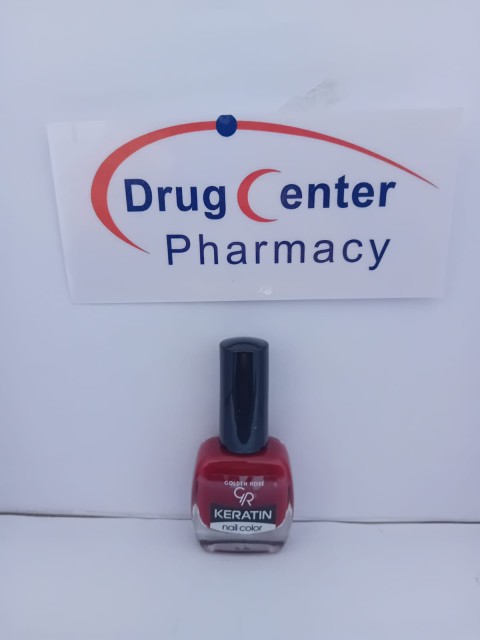 Drug Center
Pharmacy
GOLDEN ROSE
GR
KERATIN
nail color